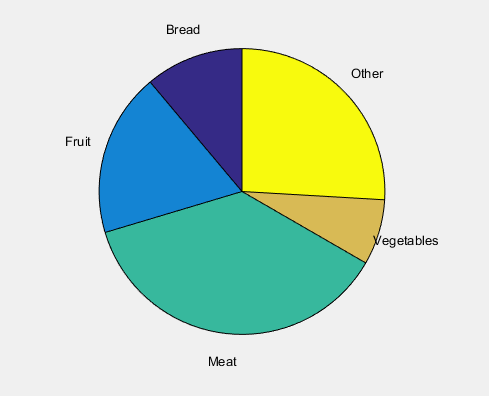 Bread
Other
Fruit
Vegetables
Meat